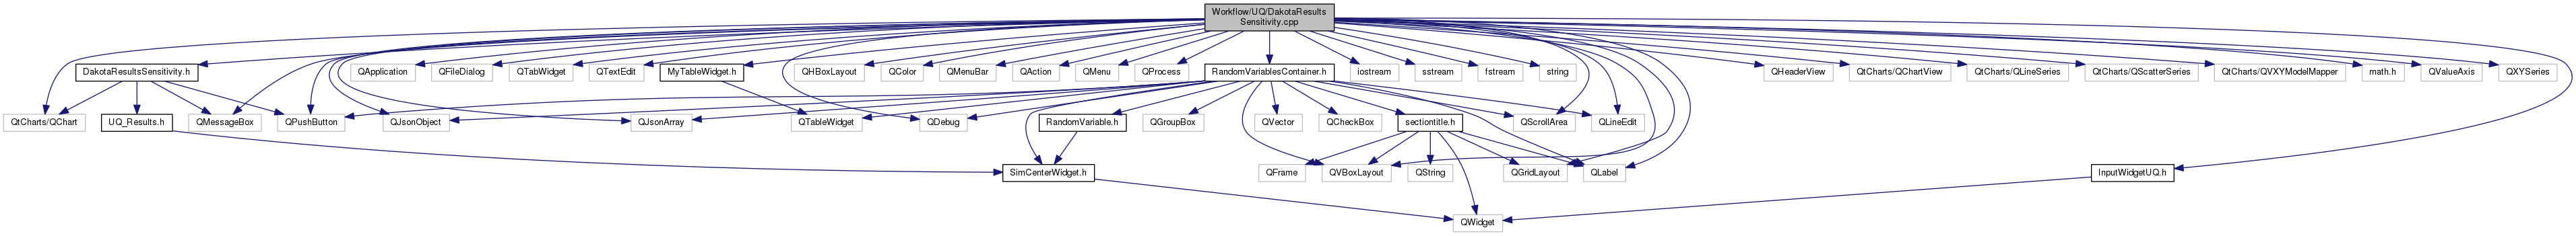 Workflow/UQ/DakotaResults
Sensitivity.cpp
DakotaResultsSensitivity.h
QApplication
QFileDialog
QTabWidget
QTextEdit
MyTableWidget.h
QHBoxLayout
QColor
QMenuBar
QAction
QMenu
QProcess
RandomVariablesContainer.h
iostream
sstream
fstream
string
QHeaderView
QtCharts/QChartView
QtCharts/QLineSeries
QtCharts/QScatterSeries
QtCharts/QVXYModelMapper
math.h
QValueAxis
QXYSeries
QtCharts/QChart
UQ_Results.h
QMessageBox
QPushButton
QJsonObject
QJsonArray
QTableWidget
QDebug
RandomVariable.h
QGroupBox
QVector
QCheckBox
sectiontitle.h
QScrollArea
QLineEdit
SimCenterWidget.h
QFrame
QVBoxLayout
QString
QGridLayout
QLabel
InputWidgetUQ.h
QWidget